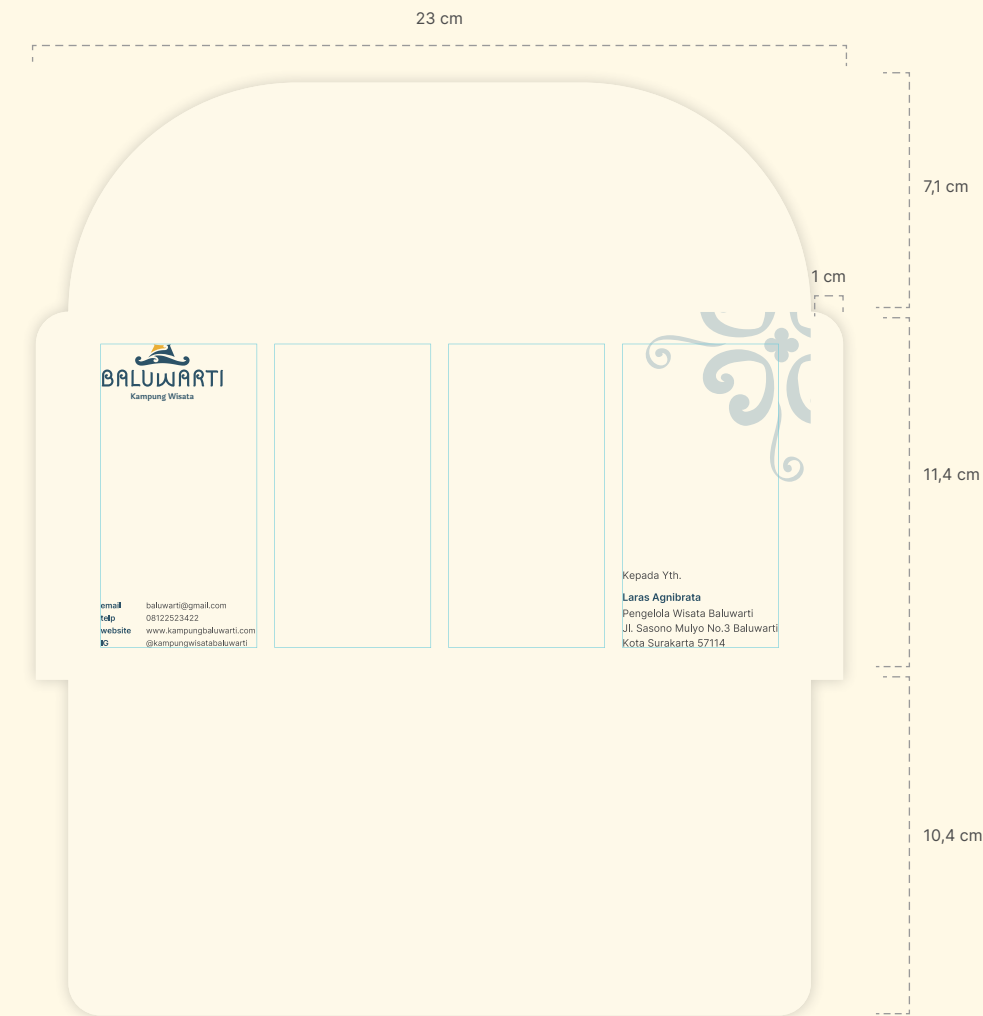 23 cm
7,1 cm
1 cm
BALUWARTI
Kampung Wisata
11,4 cm
Kepada Yth.
Laras Agnibrata
Pengelola Wisata Baluwarti
Jl. Sasono Mulyo No.3 Baluwarti
Kota Surakarta 57114
email baluwarti@gmail.com
telp 08122523422
website www.kampungbaluwarti.com
IG @kampungwisatabaluwarti
10,4 cm